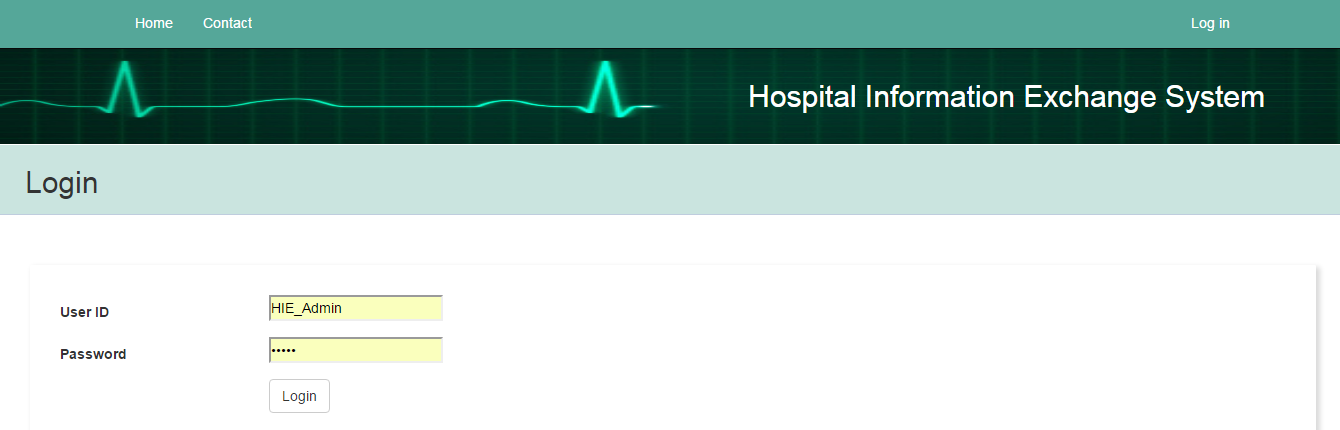 Home Contact Log in
Hospital Information Exchange System
Login
User ID HIE_Admin
Password •••••
Login